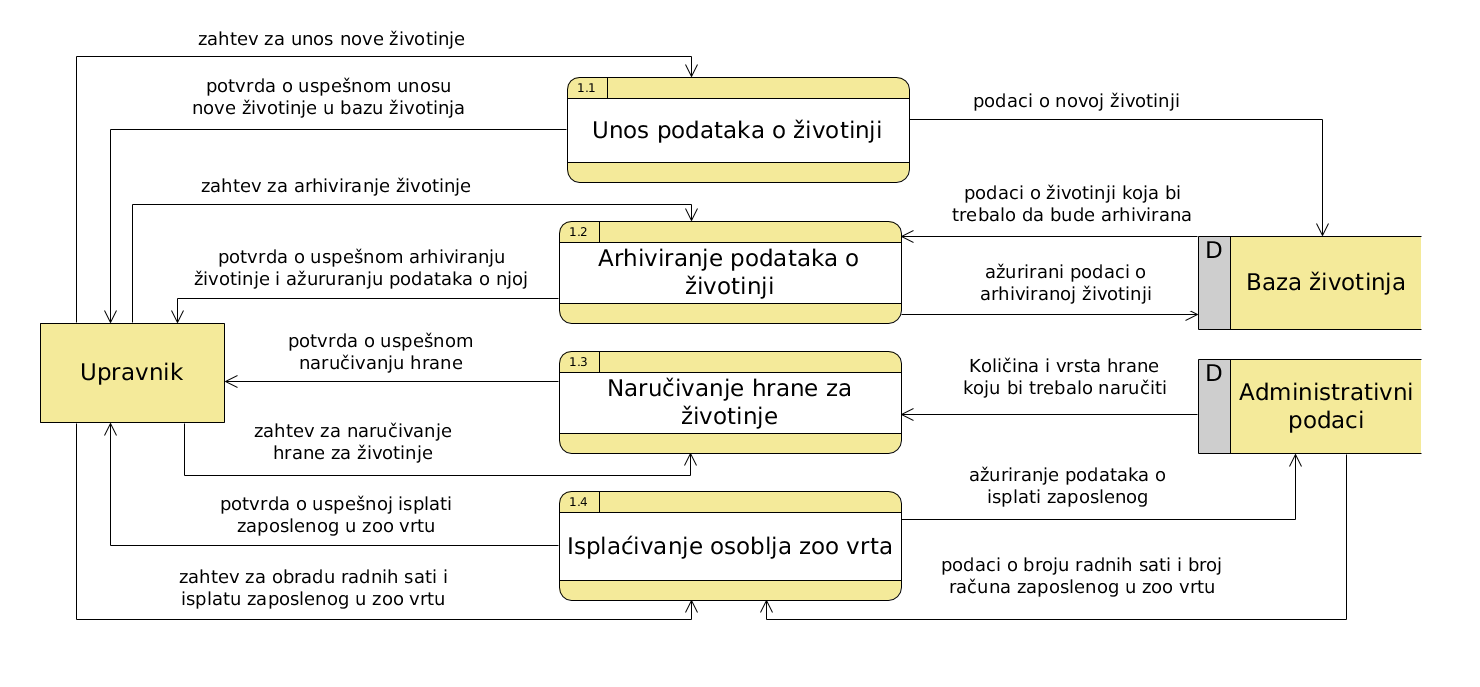 zahtev za unos nove životinje
potvrda o uspešnom unosu
nove životinje u bazu životinja
1.1
Unos podataka o životinji
podaci o novoj životinji
zahtev za arhiviranje životinje
podaci o životinji koja bi
trebalo da bude arhivirana
1.2
Arhiviranje podataka o
životinji
potvrda o uspešnom arhiviranju
životinje i ažururanju podataka o njoj
ažurirani podaci o
arhiviranoj životinji
D
Baza životinja
Upravnik
potvrda o uspešnom
naručivanju hrane
1.3
Naručivanje hrane za
životinje
Količina i vrsta hrane
koju bi trebalo naručiti
D
Administrativni
podaci
zahtev za naručivanje
hrane za životinje
ažuriranje podataka o
isplati zaposlenog
potvrda o uspešnoj isplati
zaposlenog u zoo vrtu
1.4
Isplaćivanje osoblja zoo vrta
zahtev za obradu radnih sati i
isplatu zaposlenog u zoo vrtu
podaci o broju radnih sati i broj
računa zaposlenog u zoo vrtu